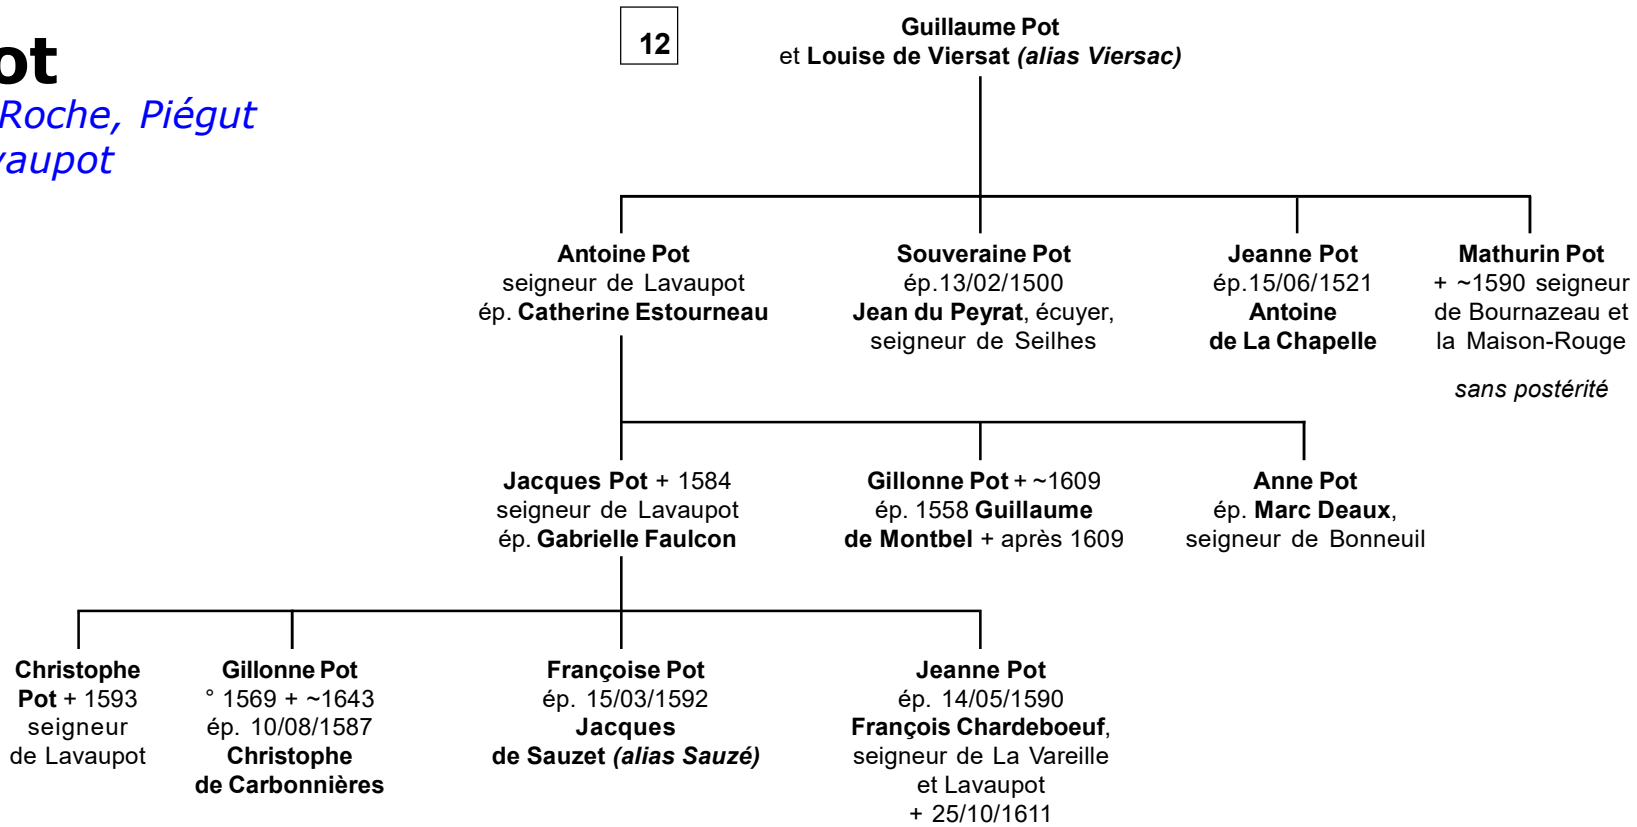 ot
Roche, Piégut
vaupot
12
Guillaume Pot
et Louise de Viersat (alias Viersac)
Antoine Pot
seigneur de Lavaupot
ép. Catherine Estourneau
Souveraine Pot
ép.13/02/1500
Jean du Peyrat, écuyer,
seigneur de Seilhes
Jeanne Pot
ép.15/06/1521
Antoine
de La Chapelle
Mathurin Pot
+ ~1590 seigneur
de Bournazeau et
la Maison-Rouge
sans postérité
Jacques Pot + 1584
seigneur de Lavaupot
ép. Gabrielle Faulcon
Gillonne Pot + ~1609
ép. 1558 Guillaume
de Montbel + après 1609
Anne Pot
ép. Marc Deaux,
seigneur de Bonneuil
Christophe
Pot + 1593
seigneur
de Lavaupot
Gillonne Pot
° 1569 + ~1643
ép. 10/08/1587
Christophe
de Carbonnières
Françoise Pot
ép. 15/03/1592
Jacques
de Sauzet (alias Sauzé)
Jeanne Pot
ép. 14/05/1590
François Chardeboeuf,
seigneur de La Vareille
et Lavaupot
+ 25/10/1611